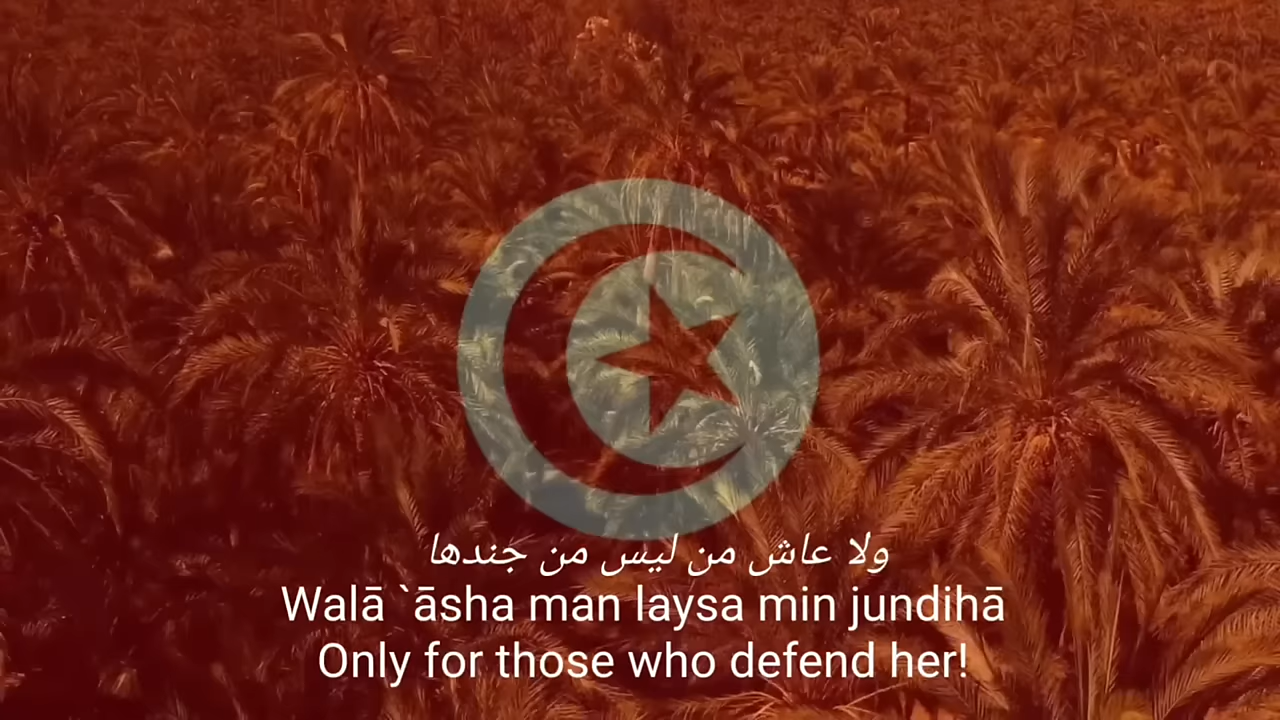 ولا عاش من ليس من جندها
Walā `āsha man laysa min jundihā
Only for those who defend her!